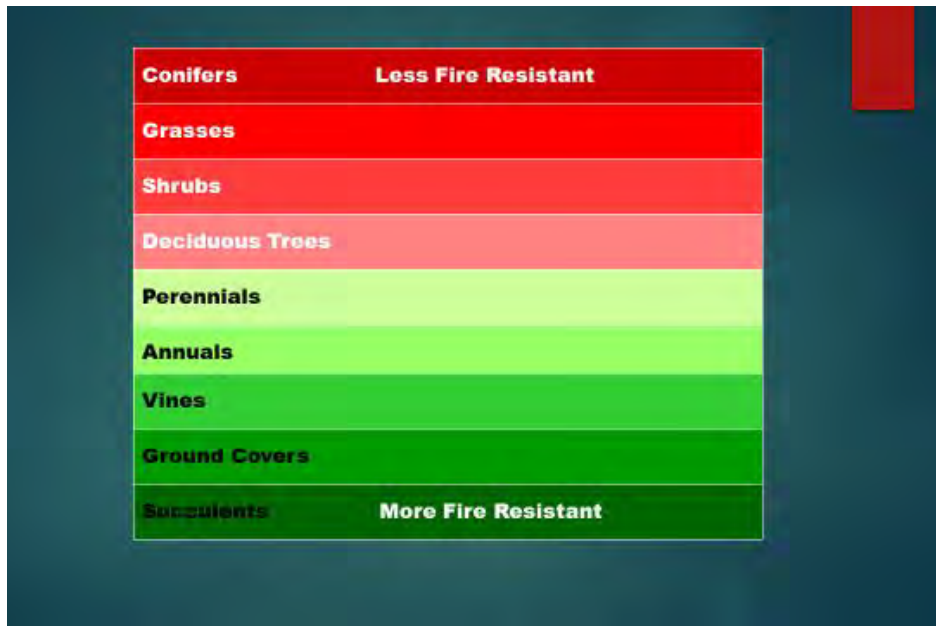 Conifers Less Fire Resistant
Grasses
Shrubs
Deciduous Trees
Perennials
Annuals
Vines
Ground Covers
Succulents More Fire Resistant